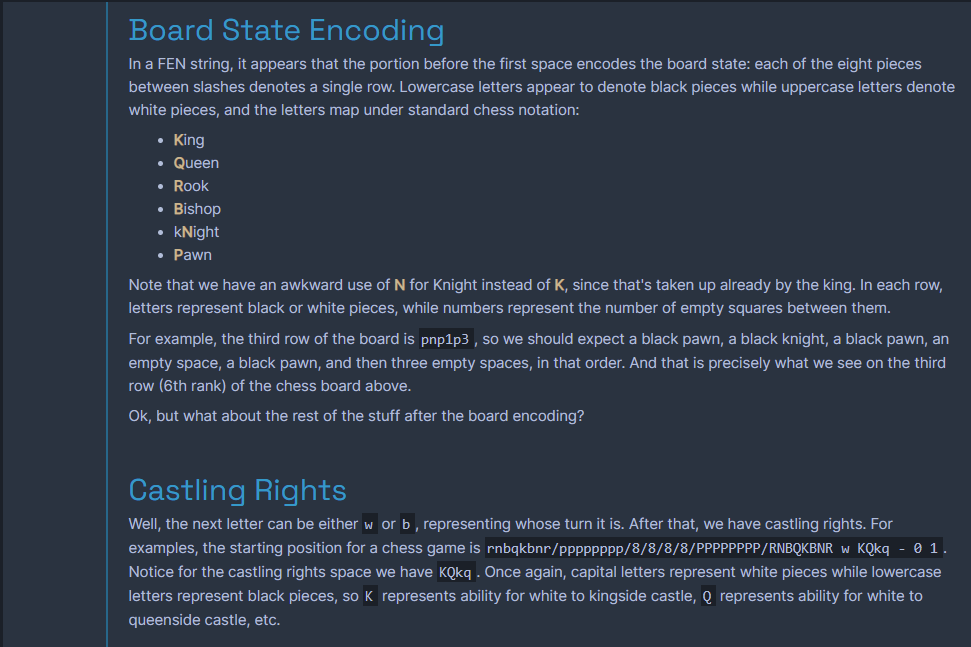 Board State Encoding
In a FEN string, it appears that the portion before the first space encodes the board state: each of the eight pieces
between slashes denotes a single row. Lowercase letters appear to denote black pieces while uppercase letters denote
white pieces, and the letters map under standard chess notation:
• King
• Queen
• Rook
• Bishop
• kNight
• Pawn
Note that we have an awkward use of N for Knight instead of K, since that's taken up already by the king. In each row,
letters represent black or white pieces, while numbers represent the number of empty squares between them.
For example, the third row of the board is pnp1p3, so we should expect a black pawn, a black knight, a black pawn, an
empty space, a black pawn, and then three empty spaces, in that order. And that is precisely what we see on the third
row (6th rank) of the chess board above.
Ok, but what about the rest of the stuff after the board encoding?
Castling Rights
Well, the next letter can be either w or b, representing whose turn it is. After that, we have castling rights. For
examples, the starting position for a chess game is rnbqkbnr/pppppppp/8/8/8/8/PPPPPPPP/RNBQKBNR w KQkq - 0 1.
Notice for the castling rights space we have KQkq. Once again, capital letters represent white pieces while lowercase
letters represent black pieces, so K represents ability for white to kingside castle, Q represents ability for white to
queenside castle, etc.